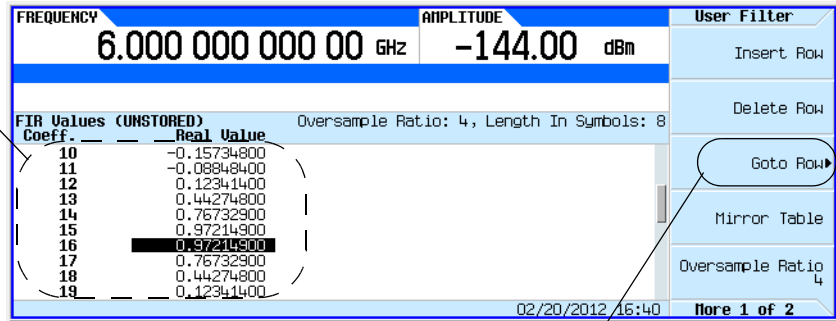 FREQUENCY AMPLITUDE User Filter
6.000 000 000 00 GHz -144.00 dBm
Insert Row
Delete Row
FIR Values (UNSTORED) Oversample Ratio: 4, Length In Symbols: 8
Coeff. Real Value
10 -0.15734800
11 -0.08848400
12 0.12341400
13 0.44274800
14 0.76732900
15 0.97214900
16 0.97214900
17 0.76732900
18 0.44274800
19 0.12341400
Goto Row
Mirror Table
Oversample Ratio
4
02/20/2012 16:40 More 1 of 2